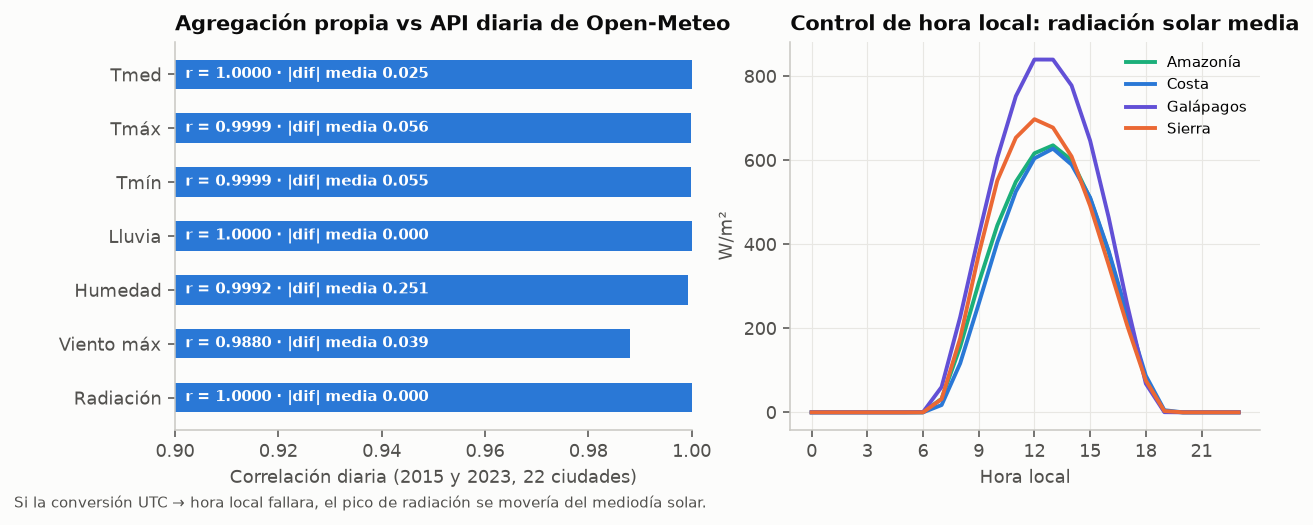 Agregación propia vs API diaria de Open-Meteo
Tmed
r = 1.0000 · |dif| media 0.025
Tmáx
r = 0.9999 · |dif| media 0.056
Tmín
r = 0.9999 · |dif| media 0.055
Lluvia
r = 1.0000 · |dif| media 0.000
Humedad
r = 0.9992 · |dif| media 0.251
Viento máx
r = 0.9880 · |dif| media 0.039
Radiación
r = 1.0000 · |dif| media 0.000
0.90 0.92 0.94 0.96 0.98 1.00
Correlación diaria (2015 y 2023, 22 ciudades)
Control de hora local: radiación solar media
Amazonía
Costa
Galápagos
Sierra
800
600
400
200
0
W/m²
0 3 6 9 12 15 18 21
Hora local
Si la conversión UTC → hora local fallara, el pico de radiación se movería del mediodía solar.